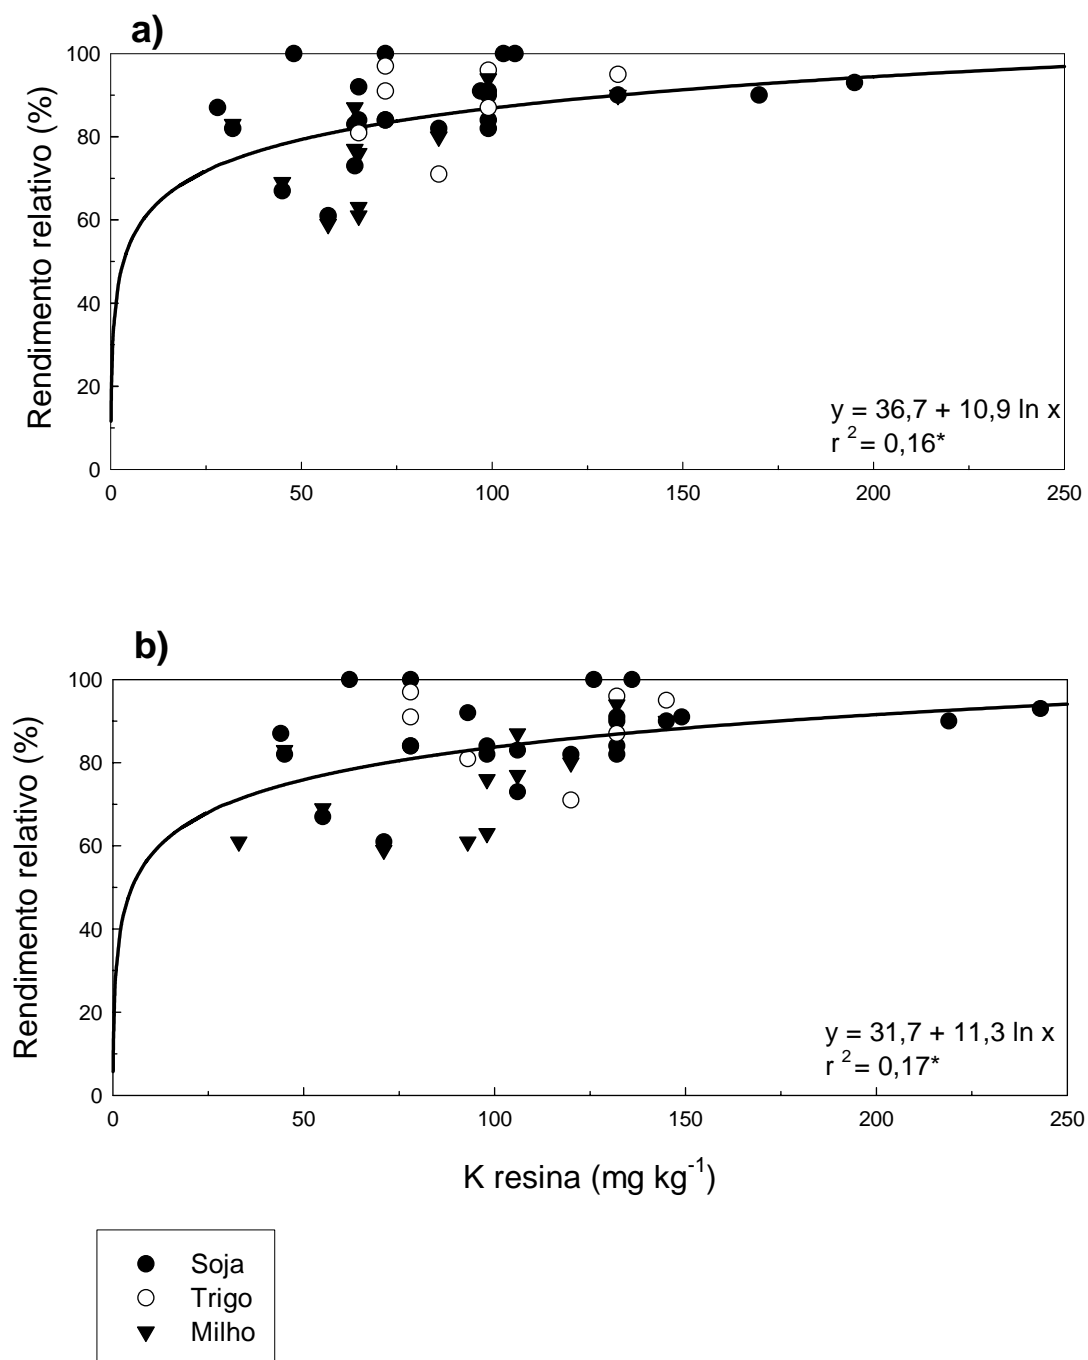 a)
Rendimento relativo (%)
100
80
60
40
20
0
y = 36,7 + 10,9 ln x
r 2 = 0,16*
0 50 100 150 200 250
b)
Rendimento relativo (%)
100
80
60
40
20
0
y = 31,7 + 11,3 ln x
r 2 = 0,17*
0 50 100 150 200 250
K resina (mg kg-1)
Soja
Trigo
Milho